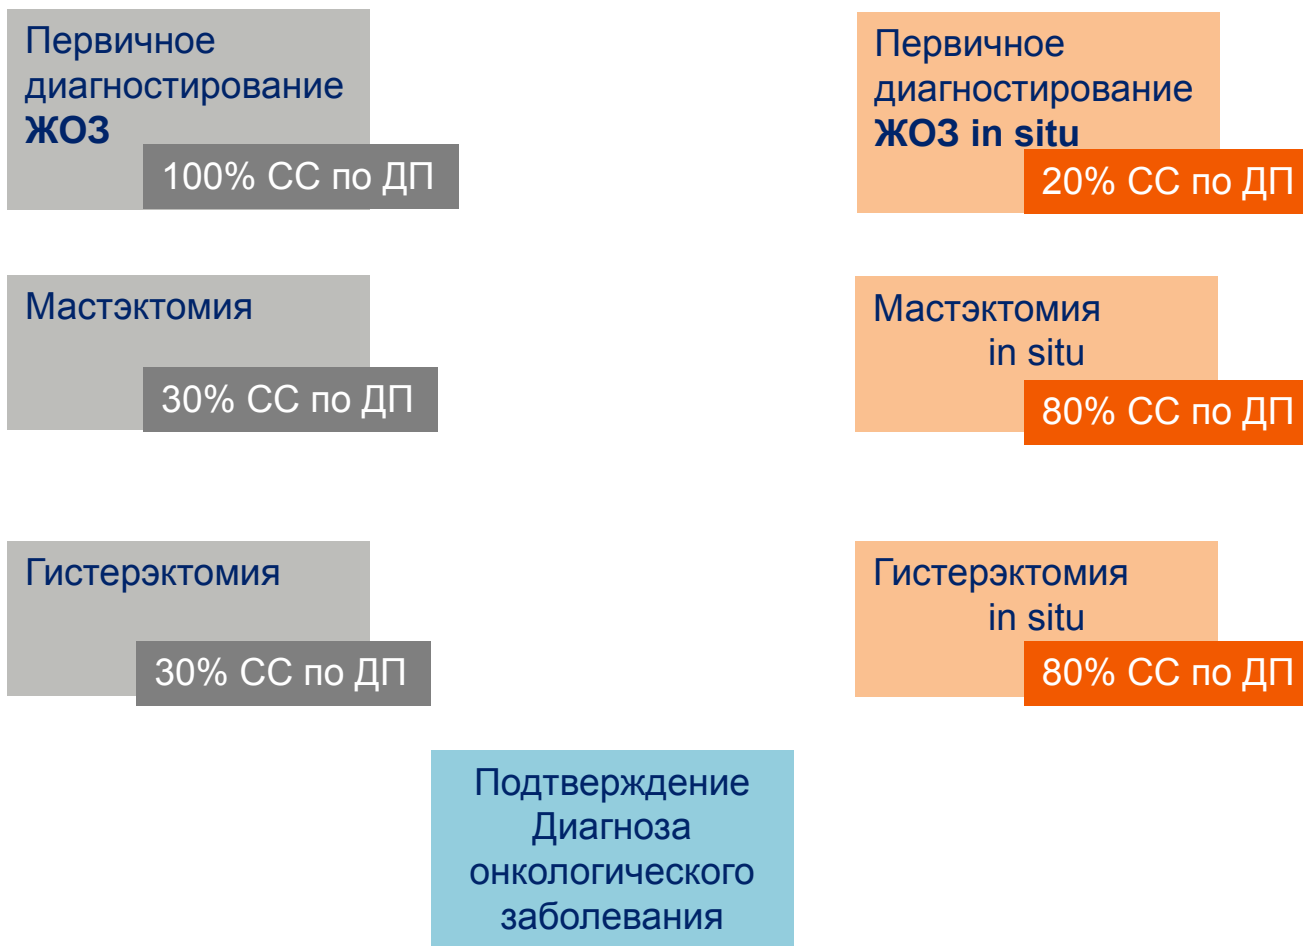 Первичное
диагностирование
ЖОЗ
100% СС по ДП
Первичное
диагностирование
ЖОЗ in situ
20% СС по ДП
Мастэктомия
30% СС по ДП
Мастэктомия
in situ
80% СС по ДП
Гистерэктомия
30% СС по ДП
Гистерэктомия
in situ
80% СС по ДП
Подтверждение
Диагноза
онкологического
заболевания